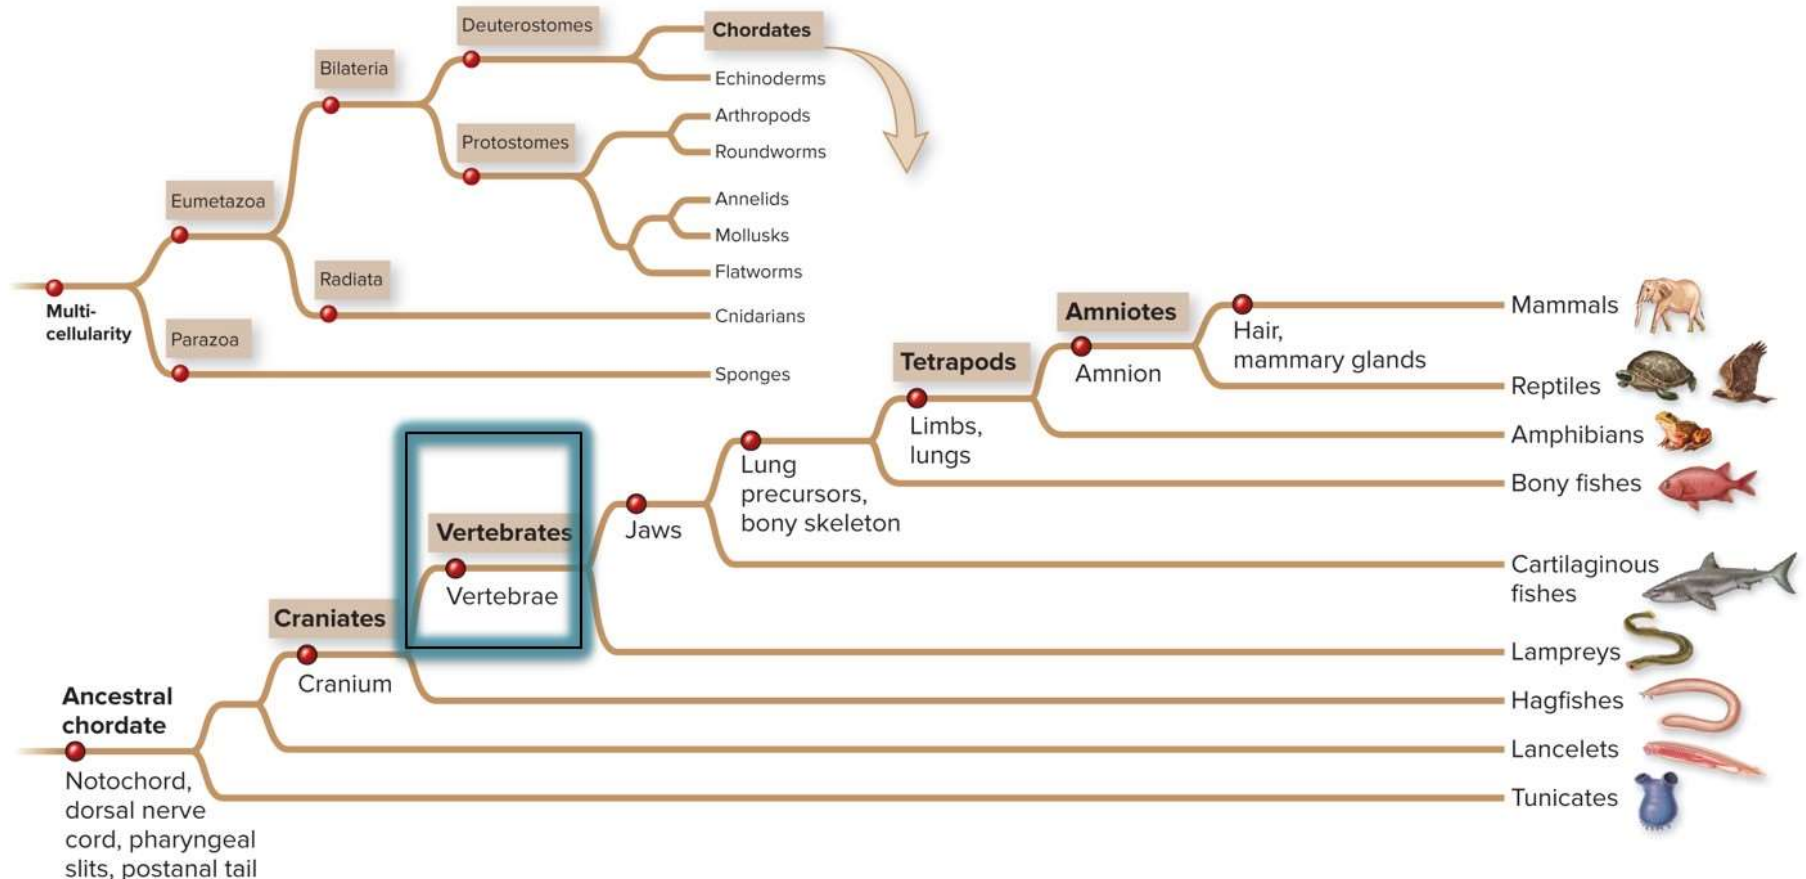 Deuterostomes
Chordates
Bilateria
Echinoderms
Arthropods
Protostomes
Roundworms
Eumetazoa
Annelids
Mollusks
Flatworms
Radiata
Multi-
cellularity
Cnidarians
Parazoa
Sponges
Amniotes
Mammals
Hair,
mammary glands
Tetrapods
Amnion
Reptiles
Limbs,
lungs
Amphibians
Lung
precursors,
bony skeleton
Bony fishes
Vertebrates
Jaws
Cartilaginous
fishes
Vertebrae
Craniates
Lampreys
Cranium
Hagfishes
Ancestral
chordate
Lancelets
Notochord,
dorsal nerve
cord, pharyngeal
slits, postanal tail
Tunicates